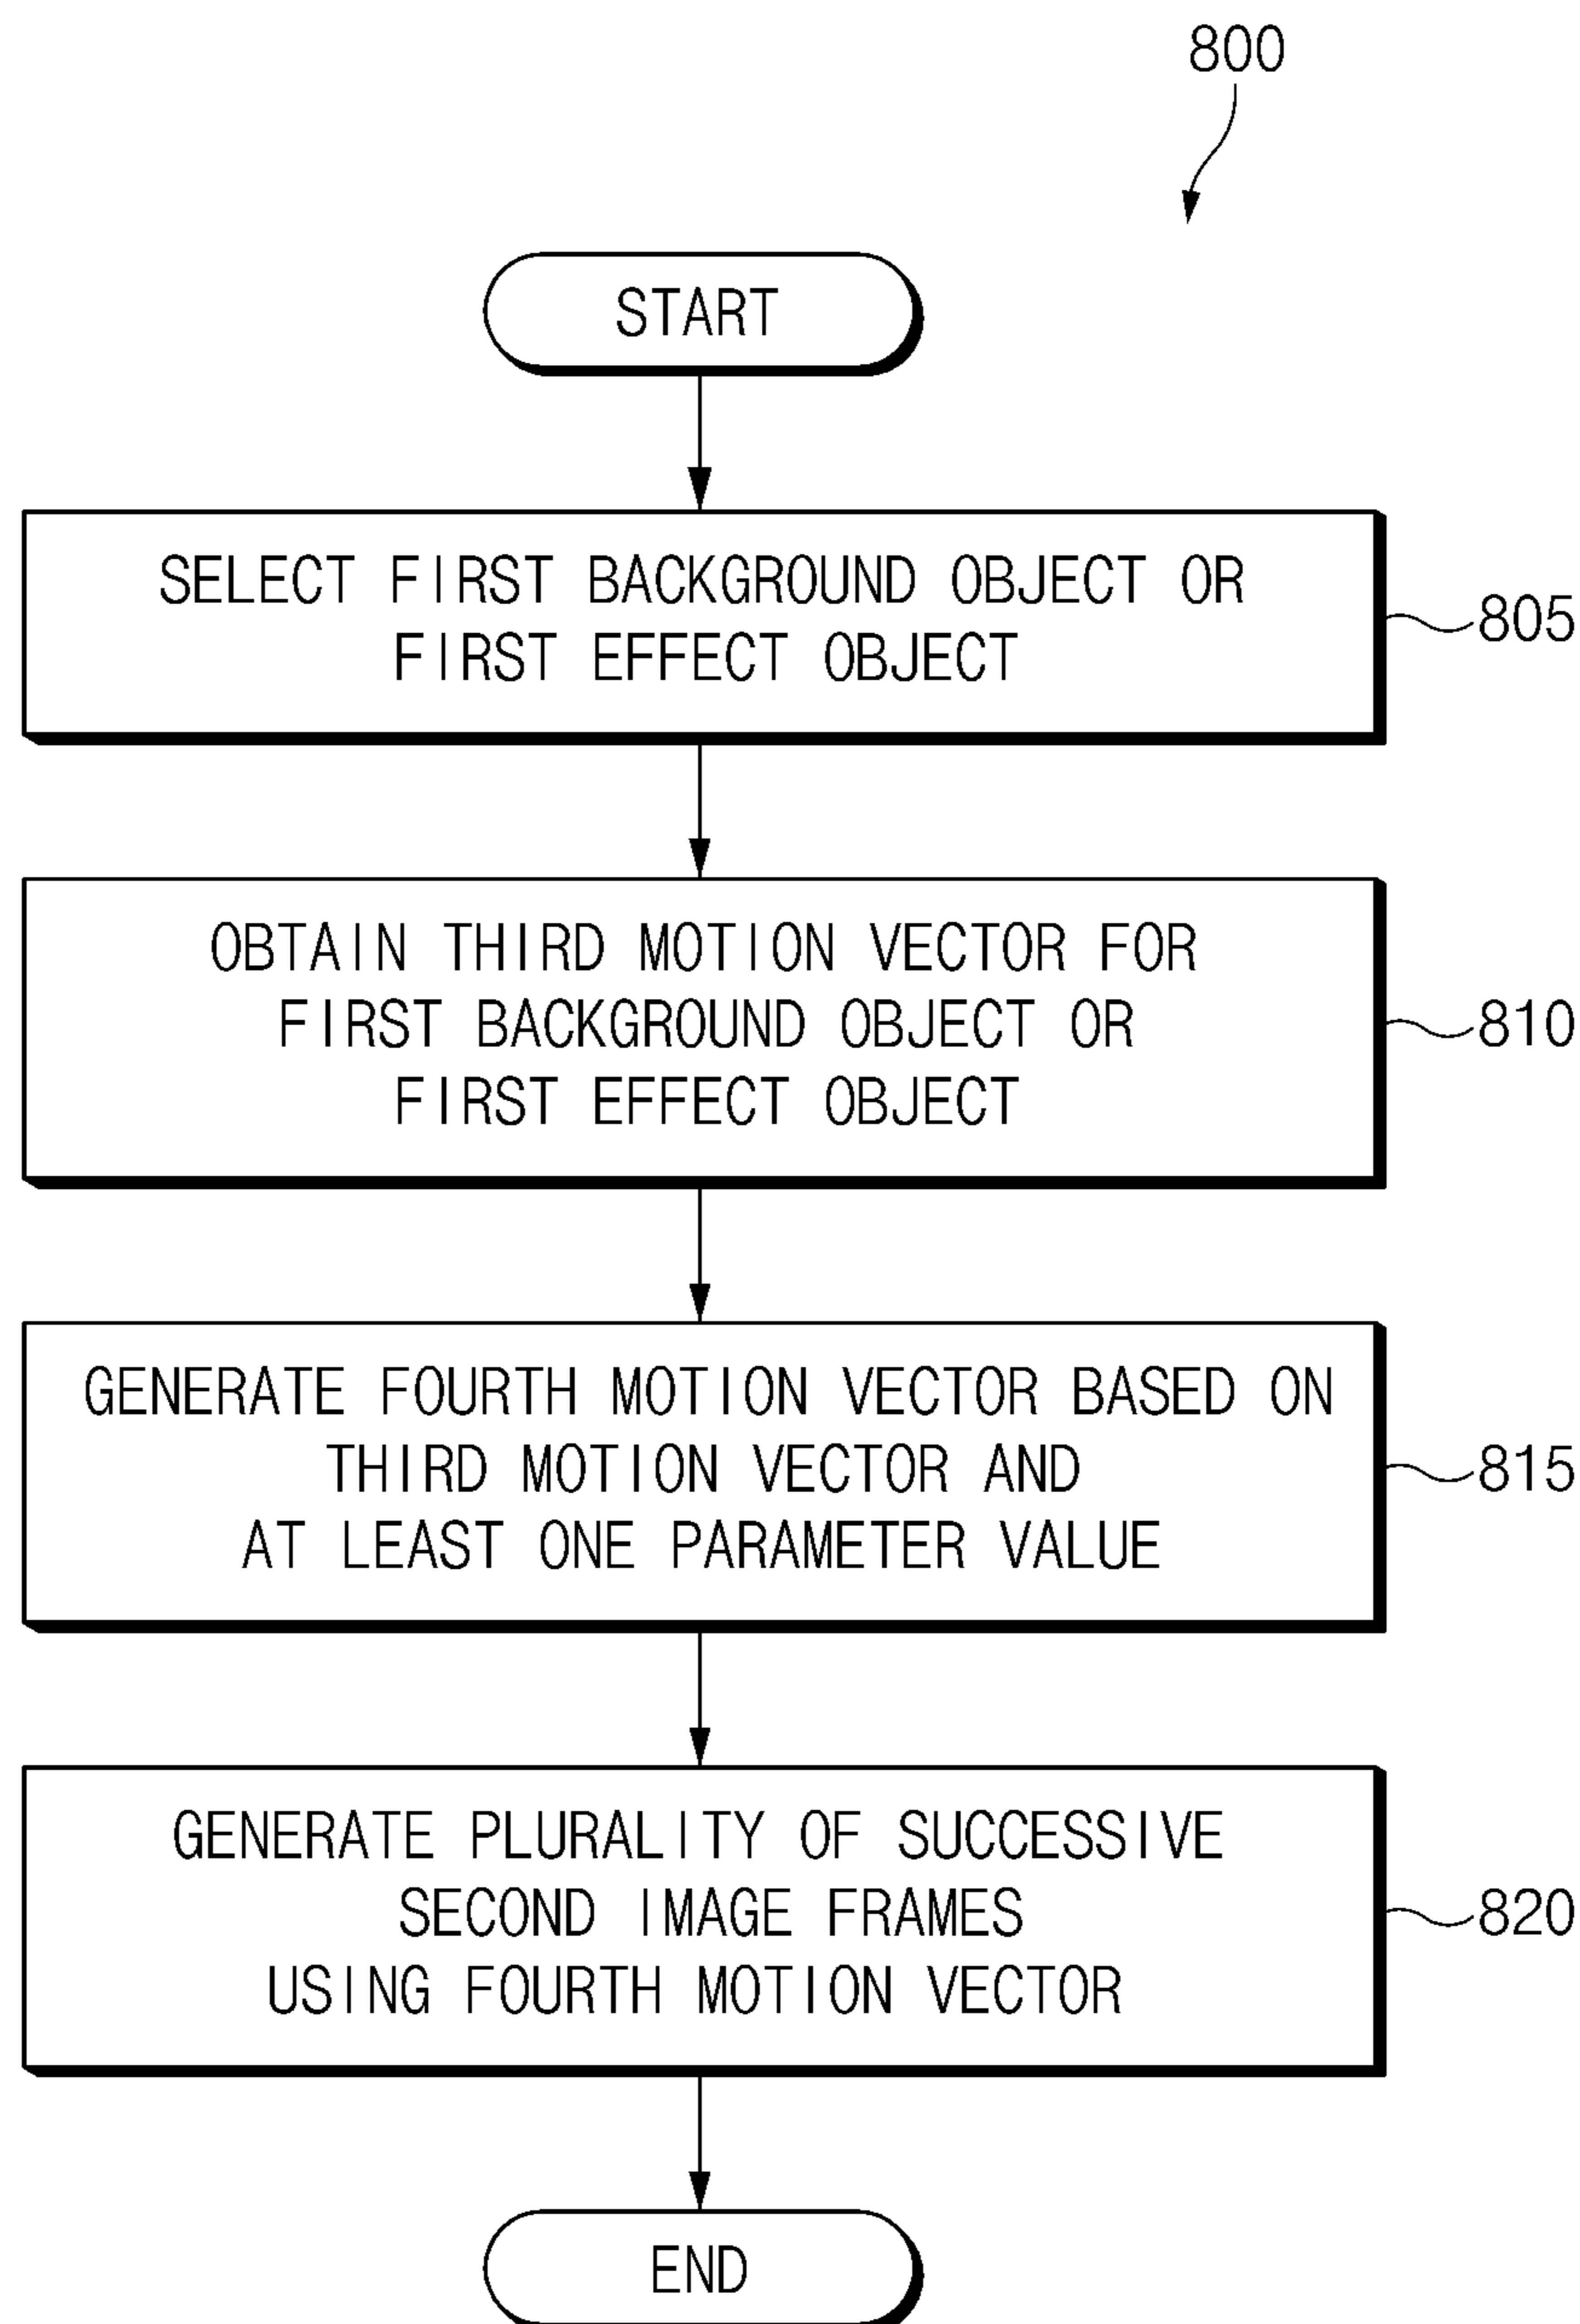 800
START
SELECT FIRST BACKGROUND OBJECT OR
FIRST EFFECT OBJECT
805
OBTAIN THIRD MOTION VECTOR FOR
FIRST BACKGROUND OBJECT OR
FIRST EFFECT OBJECT
810
GENERATE FOURTH MOTION VECTOR BASED ON
THIRD MOTION VECTOR AND
AT LEAST ONE PARAMETER VALUE
815
GENERATE PLURALITY OF SUCCESSIVE
SECOND IMAGE FRAMES
USING FOURTH MOTION VECTOR
820
END